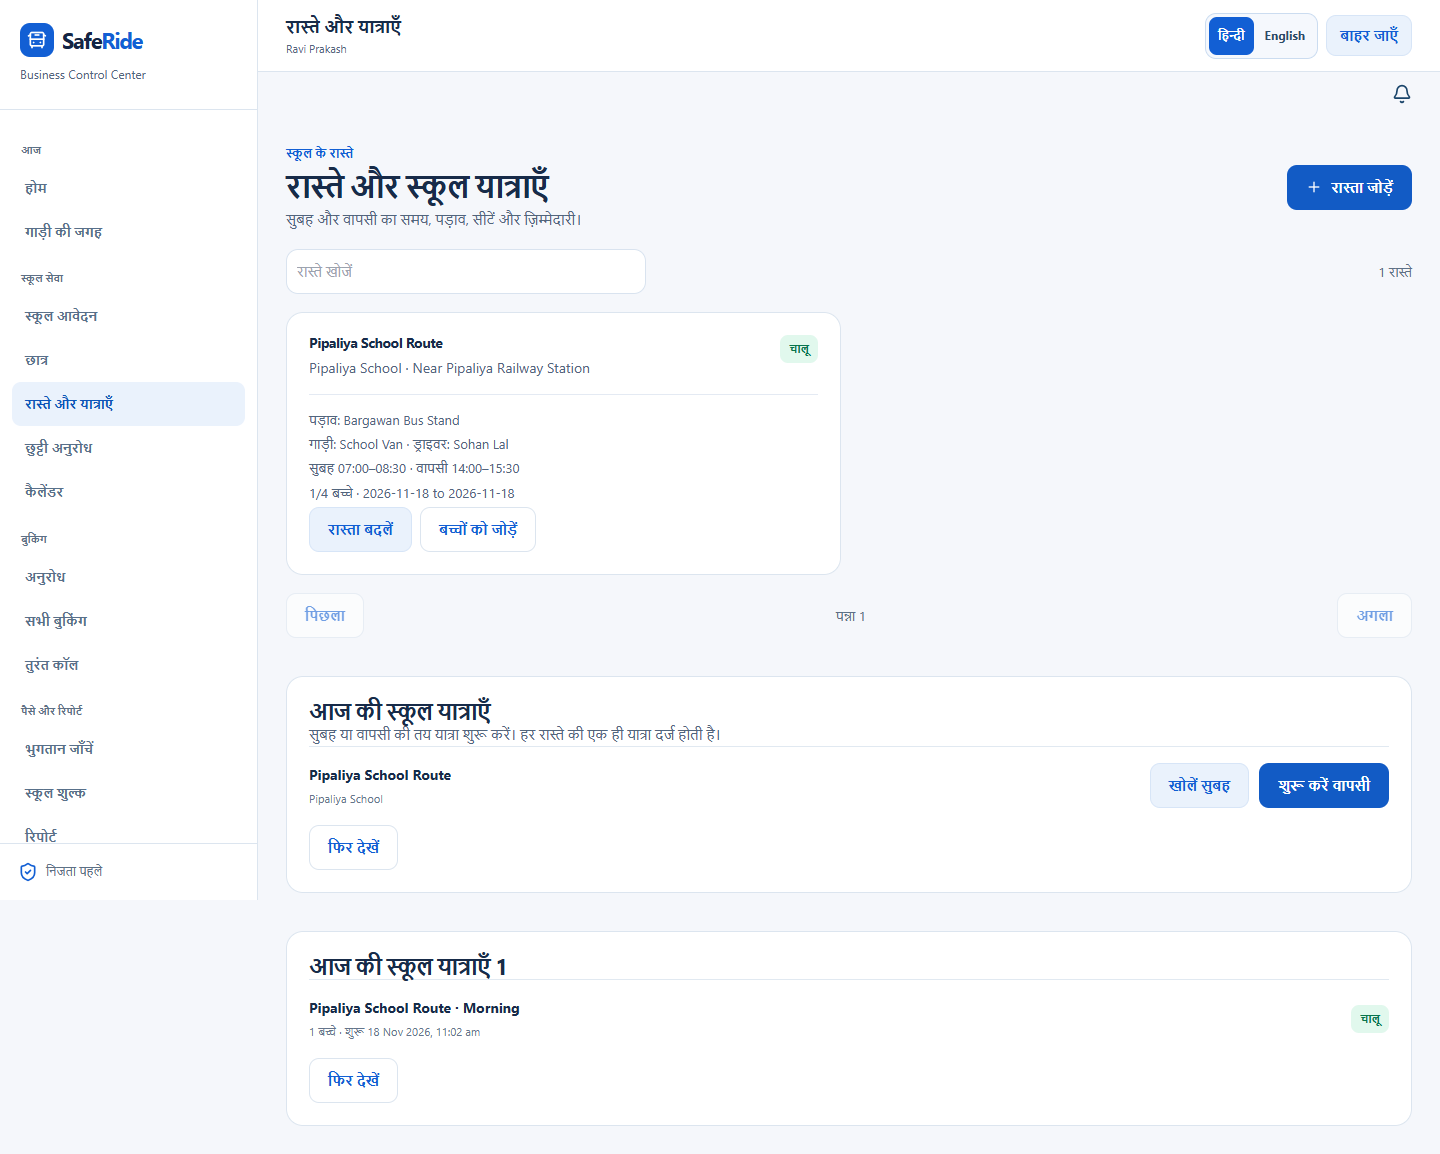 SafeRide
Business Control Center
आज
होम
गाड़ी की जगह
स्कूल सेवा
स्कूल आवेदन
छात्र
रास्ते और यात्राएँ
छुट्टी अनुरोध
कैलेंडर
बुकिंग
अनुरोध
सभी बुकिंग
तुरंत कॉल
पैसे और रिपोर्ट
भुगतान जाँचें
स्कूल शुल्क
रिपोर्ट
निजता पहले
रास्ते और यात्राएँ
Ravi Prakash
हिन्दी English बाहर जाएँ
स्कूल के रास्ते
रास्ते और स्कूल यात्राएँ
सुबह और वापसी का समय, पड़ाव, सीटें और ज़िम्मेदारी।
+ रास्ता जोड़ें
रास्ते खोजें
1 रास्ते
Pipaliya School Route
चालू
Pipaliya School · Near Pipaliya Railway Station
पड़ाव: Bargawan Bus Stand
गाड़ी: School Van · ड्राइवर: Sohan Lal
सुबह 07:00–08:30 · वापसी 14:00–15:30
1/4 बच्चे · 2026-11-18 to 2026-11-18
रास्ता बदलें बच्चों को जोड़ें
पिछला पन्ना 1 अगला
आज की स्कूल यात्राएँ
सुबह या वापसी की तय यात्रा शुरू करें। हर रास्ते की एक ही यात्रा दर्ज होती है।
Pipaliya School Route
Pipaliya School
खोलें सुबह शुरू करें वापसी
फिर देखें
आज की स्कूल यात्राएँ 1
Pipaliya School Route · Morning
1 बच्चे · शुरू 18 Nov 2026, 11:02 am
चालू
फिर देखें